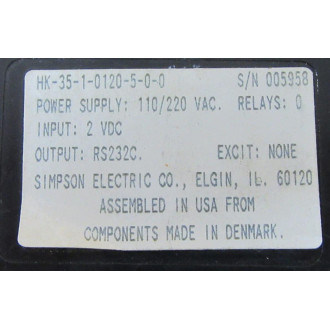 HK-35-1-0120-5-0-0 S/N 005958
POWER SUPPLY: 110/220 VAC. RELAYS: 0
INPUT: 2 VDC
OUTPUT: RS232C. EXCIT: NONE
SIMPSON ELECTRIC CO., ELGIN, IL. 60120
ASSEMBLED IN USA FROM
COMPONENTS MADE IN DENMARK.